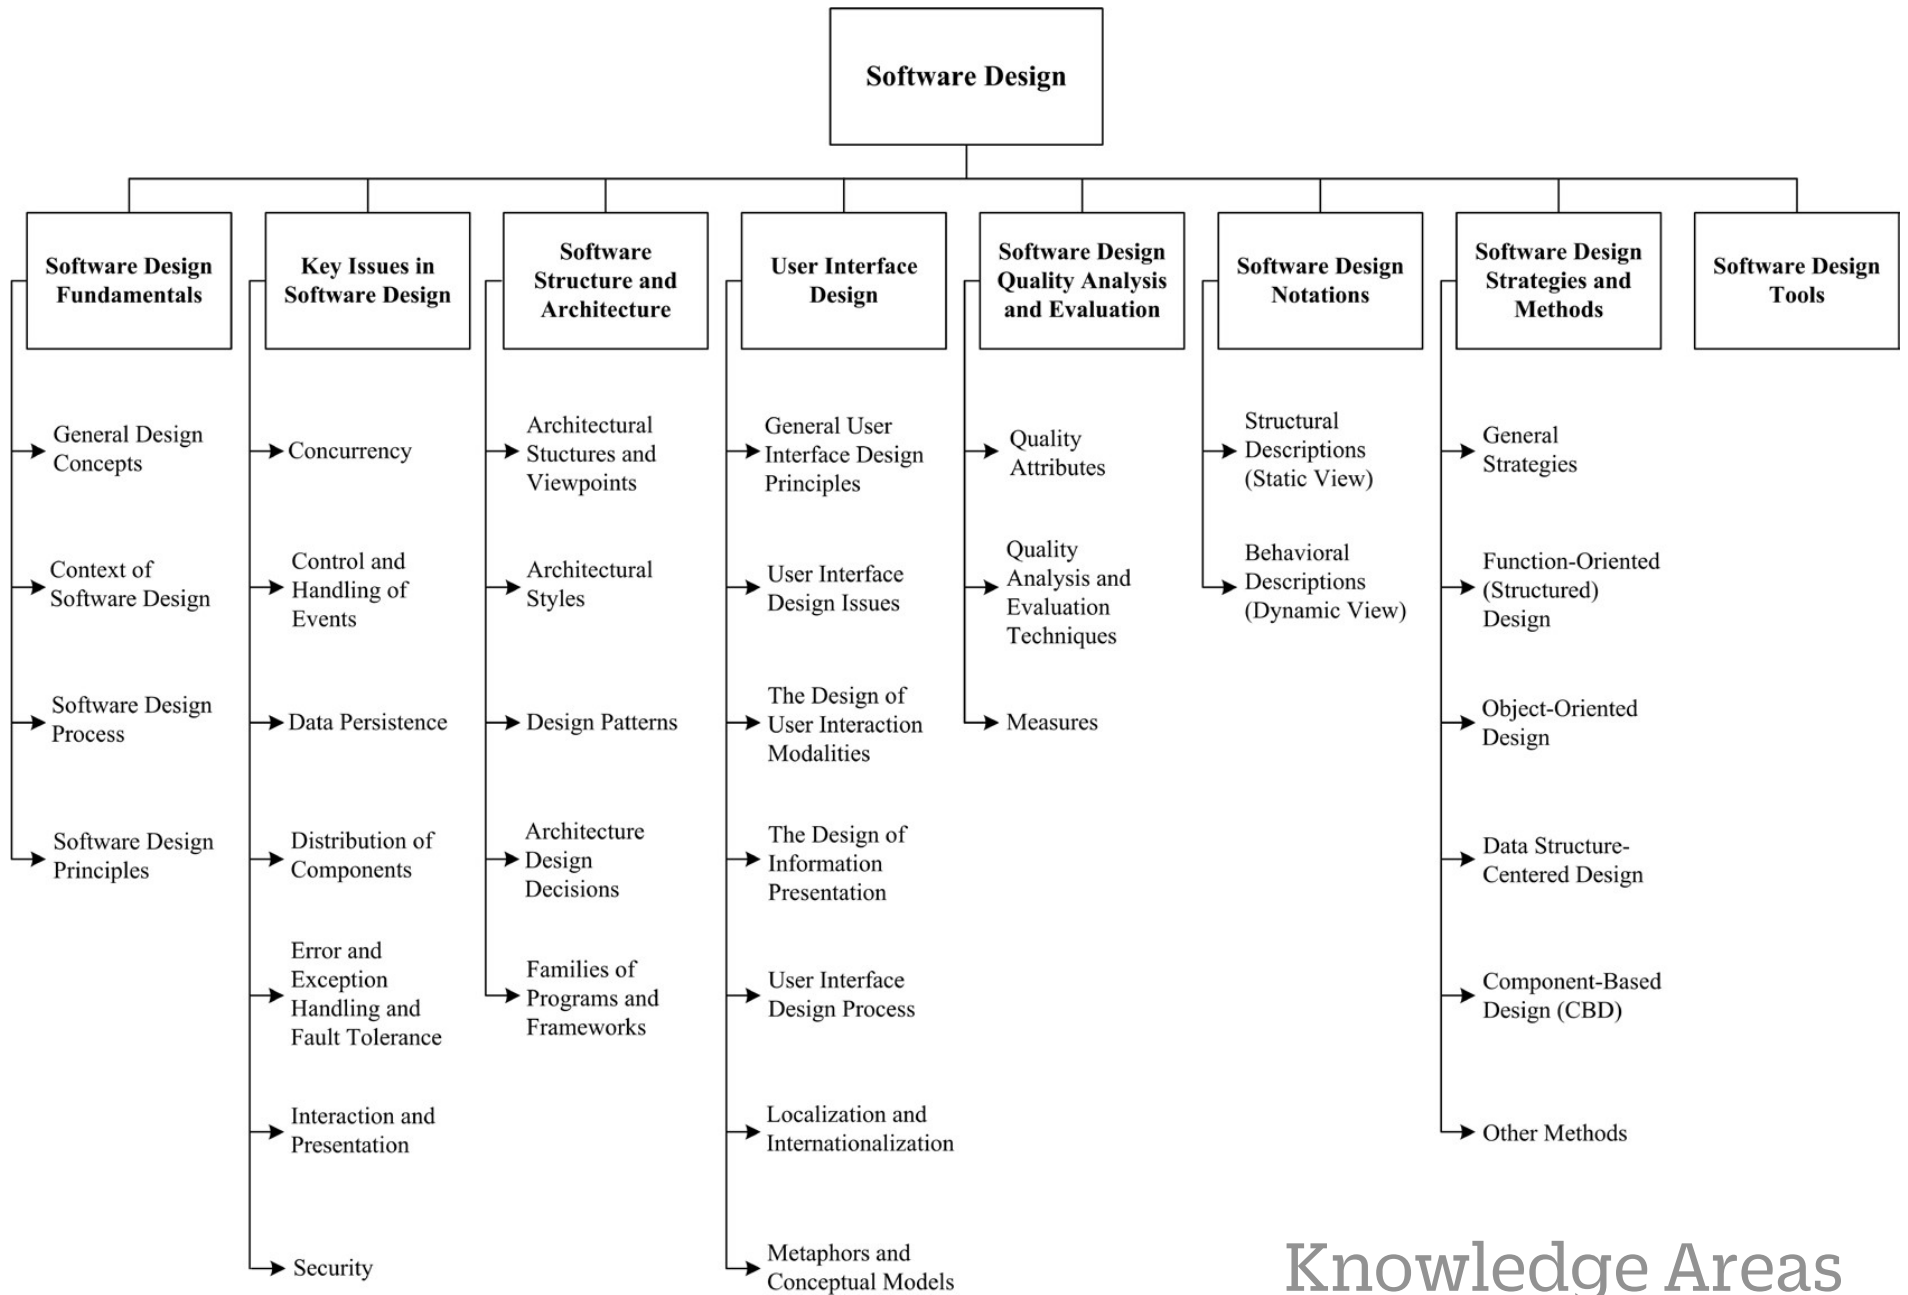 Software Design
Software Design
Fundamentals
General Design
Concepts
Context of
Software Design
Software Design
Process
Software Design
Principles
Key Issues in
Software Design
Concurrency
Control and
Handling of
Events
Data Persistence
Distribution of
Components
Error and
Exception
Handling and
Fault Tolerance
Interaction and
Presentation
Security
Software
Structure and
Architecture
Architectural
Stuctures and
Viewpoints
Architectural
Styles
Design Patterns
Architecture
Design
Decisions
Families of
Programs and
Frameworks
User Interface
Design
General User
Interface Design
Principles
User Interface
Design Issues
The Design of
User Interaction
Modalities
The Design of
Information
Presentation
User Interface
Design Process
Localization and
Internationalization
Metaphors and
Conceptual Models
Software Design
Quality Analysis
and Evaluation
Quality
Attributes
Quality
Analysis and
Evaluation
Techniques
Measures
Software Design
Notations
Structural
Descriptions
(Static View)
Behavioral
Descriptions
(Dynamic View)
Software Design
Strategies and
Methods
General
Strategies
Function-Oriented
(Structured)
Design
Object-Oriented
Design
Data Structure-
Centered Design
Component-Based
Design (CBD)
Other Methods
Software Design
Tools
Knowledge Areas